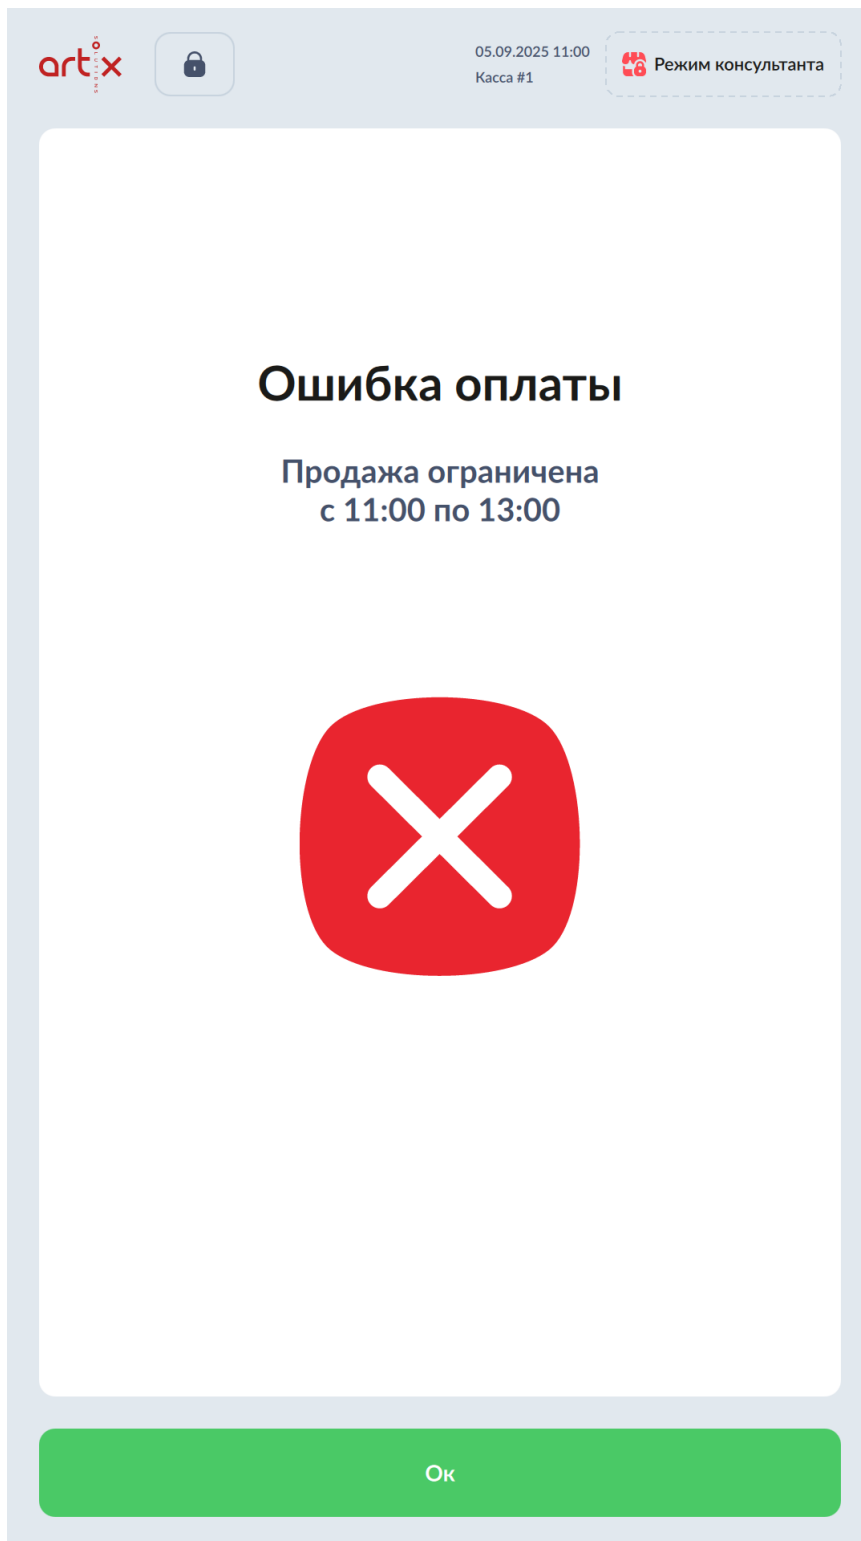 artix
SOLUTIONS
05.09.2025 11:00
Касса #1
Режим консультанта
Ошибка оплаты
Продажа ограничена
с 11:00 по 13:00
Ок